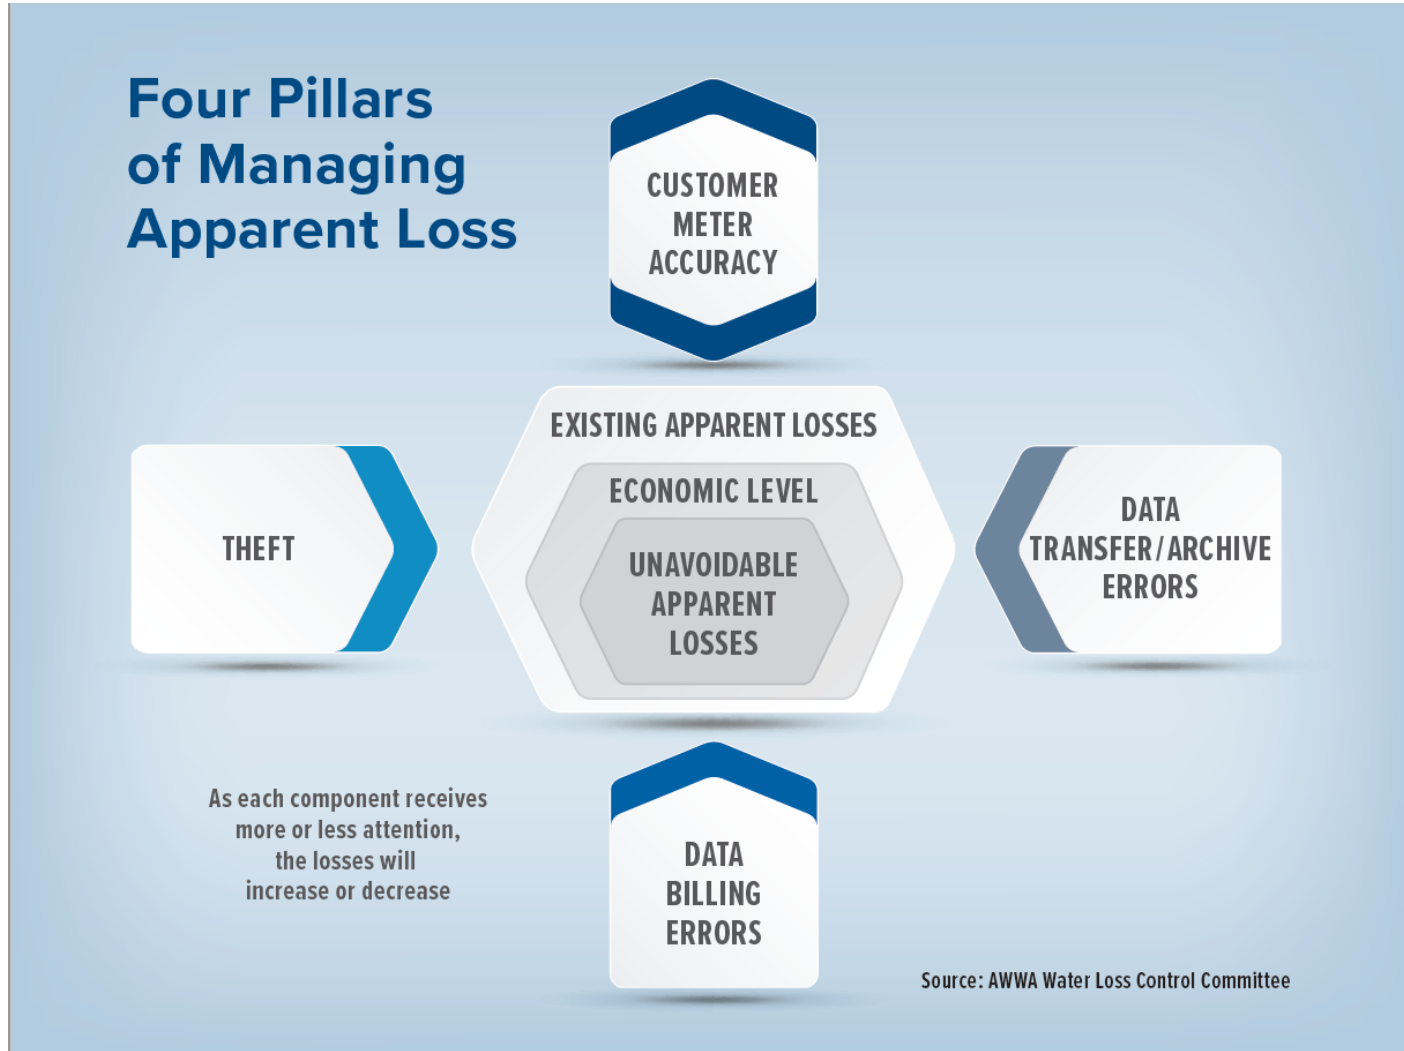 Four Pillars
of Managing
Apparent Loss
CUSTOMER
METER
ACCURACY
EXISTING APPARENT LOSSES
ECONOMIC LEVEL
UNAVOIDABLE
APPARENT
LOSSES
THEFT
DATA
TRANSFER/ARCHIVE
ERRORS
As each component receives
more or less attention,
the losses will
increase or decrease
DATA
BILLING
ERRORS
Source: AWWA Water Loss Control Committee